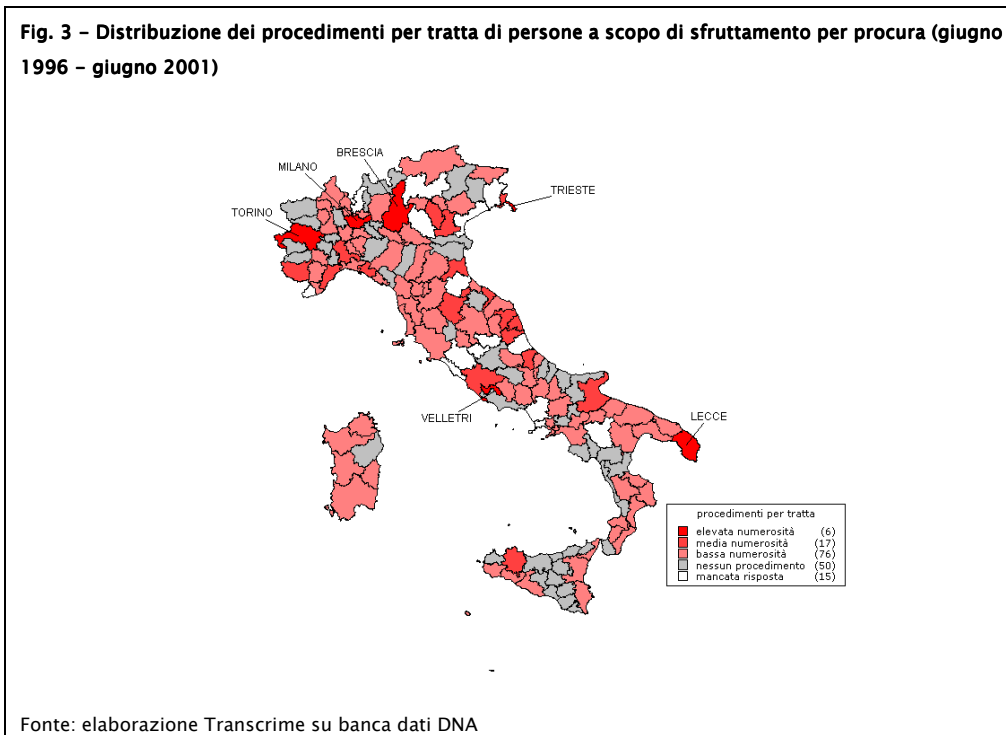 Fig. 3 – Distribuzione dei procedimenti per tratta di persone a scopo di sfruttamento per procura (giugno
1996 – giugno 2001)
BRESCIA
MILANO
TRIESTE
TORINO
VELLETRI
LECCE
procedimenti per tratta
elevata numerosità (6)
media numerosità (17)
bassa numerosità (76)
nessun procedimento (50)
mancata risposta (15)
Fonte: elaborazione Transcrime su banca dati DNA